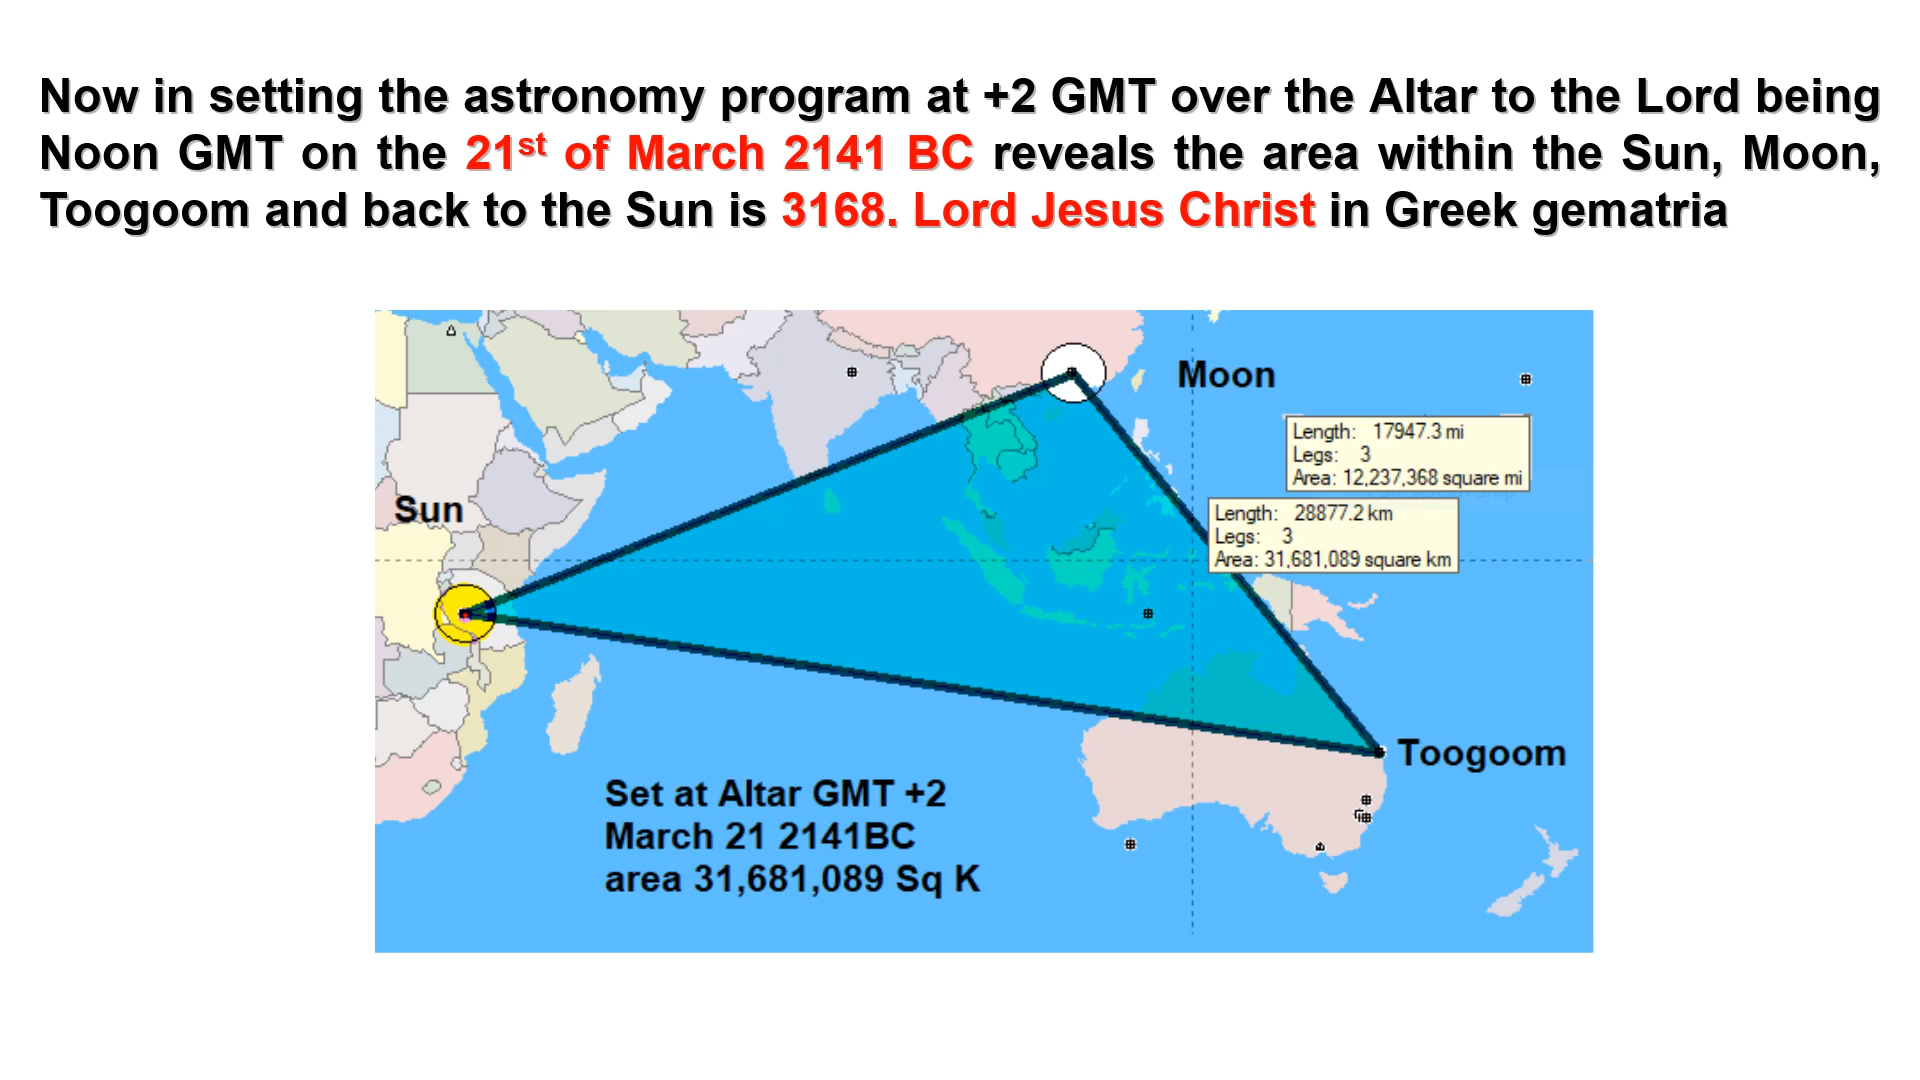 Now in setting the astronomy program at +2 GMT over the Altar to the Lord being
Noon GMT on the 21st of March 2141 BC reveals the area within the Sun, Moon,
Toogoom and back to the Sun is 3168. Lord Jesus Christ in Greek gematria
Moon
Length: 17947.3 mi
Legs: 3
Area: 12,237,368 square mi
Sun
Length: 28877.2 km
Legs: 3
Area: 31,681,089 square km
Toogoom
Set at Altar GMT +2
March 21 2141BC
area 31,681,089 Sq K